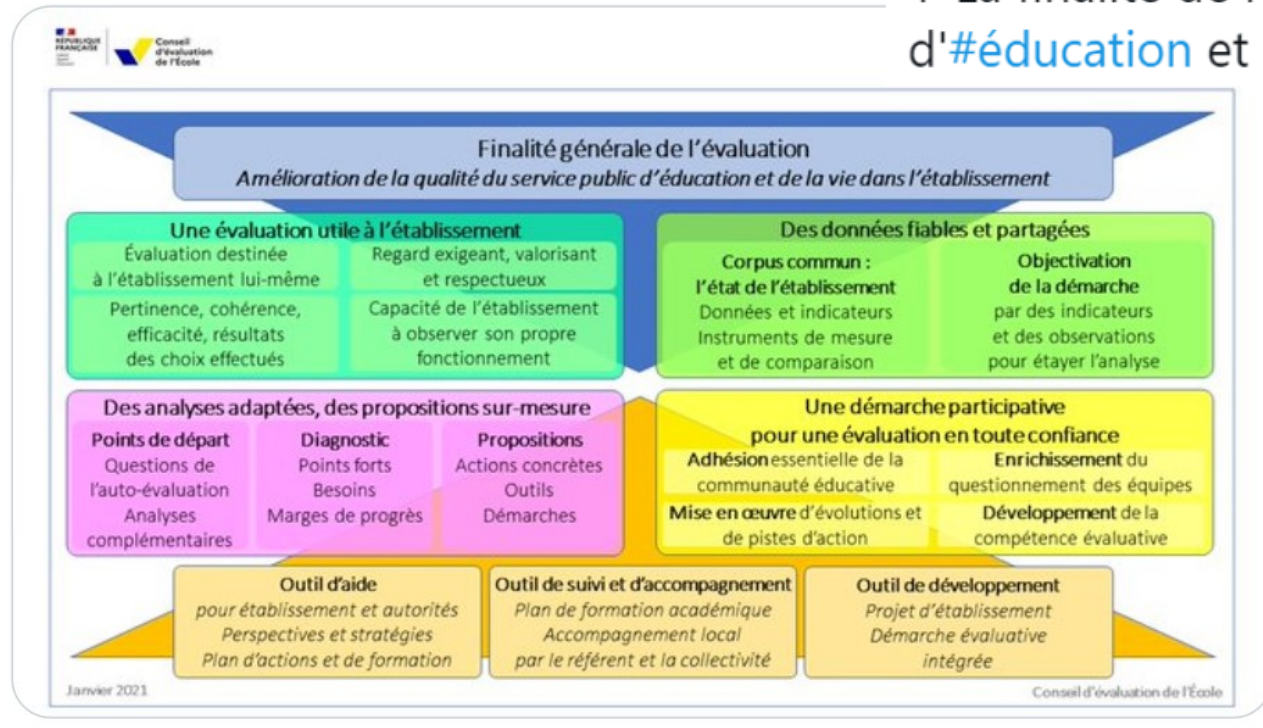 1 La finalité de l
d'#éducation et
RÉPUBLIQUE
FRANÇAISE
Conseil
d'évaluation
de l'École
Finalité générale de l'évaluation
Amélioration de la qualité du service public d'éducation et de la vie dans l'établissement
Une évaluation utile à l'établissement
Évaluation destinée
à l'établissement lui-même
Regard exigeant, valorisant
et respectueux
Pertinence, cohérence,
efficacité, résultats
des choix effectués
Capacité de l'établissement
à observer son propre
fonctionnement
Des données fiables et partagées
Corpus commun :
l'état de l'établissement
Données et indicateurs
Instruments de mesure
et de comparaison
Objectivation
de la démarche
par des indicateurs
et des observations
pour étayer l'analyse
Des analyses adaptées, des propositions sur-mesure
Points de départ
Questions de
l'auto-évaluation
Analyses
complémentaires
Diagnostic
Points forts
Besoins
Marges de progrès
Propositions
Actions concrètes
Outils
Démarches
Une démarche participative
pour une évaluation en toute confiance
Adhésion essentielle de la
communauté éducative
Enrichissement du
questionnement des équipes
Mise en œuvre d'évolutions et
de pistes d'action
Développement de la
compétence évaluative
Outil d'aide
pour établissement et autorités
Perspectives et stratégies
Plan d'actions et de formation
Outil de suivi et d'accompagnement
Plan de formation académique
Accompagnement local
par le référent et la collectivité
Outil de développement
Projet d'établissement
Démarche évaluative
intégrée
Janvier 2021
Conseil d'évaluation de l'École